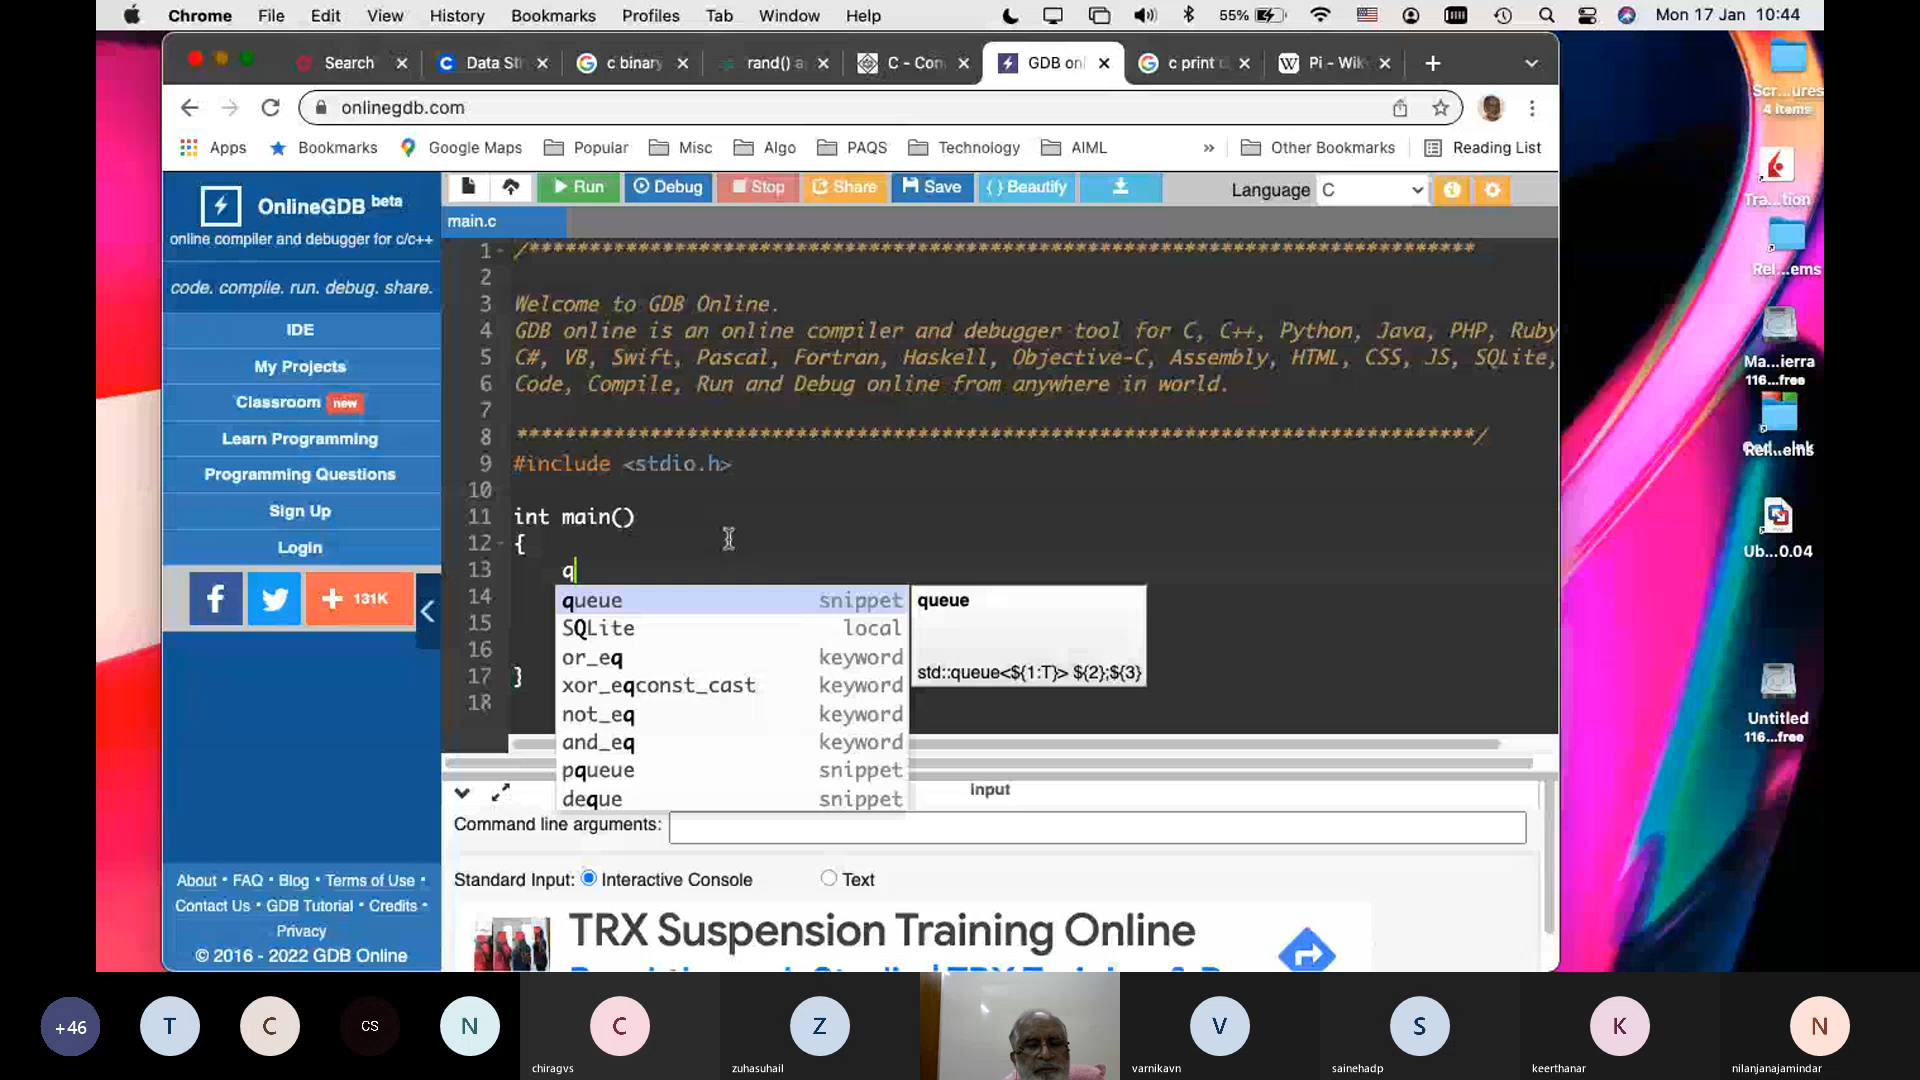 Chrome File Edit View History Bookmarks Profiles Tab Window Help 55% Mon 17 Jan 10:44
Search Data St c binary rand() a C - Con GDB onl c print Pi - Wik
onlinegdb.com
Apps Bookmarks Google Maps Popular Misc Algo PAQS Technology AIML » Other Bookmarks Reading List
OnlineGDB beta
online compiler and debugger for c/c++
code. compile. run. debug. share.
IDE
My Projects
Classroom new
Learn Programming
Programming Questions
Sign Up
Login
f + 131K
About • FAQ • Blog • Terms of Use •
Contact Us • GDB Tutorial • Credits •
Privacy
© 2016 - 2022 GDB Online
Run Debug Stop Share Save { } Beautify Language C
main.c
1 /******************************************************************************
2
3 Welcome to GDB Online.
4 GDB online is an online compiler and debugger tool for C, C++, Python, Java, PHP, Ruby
5 C#, VB, Swift, Pascal, Fortran, Haskell, Objective-C, Assembly, HTML, CSS, JS, SQLite,
6 Code, Compile, Run and Debug online from anywhere in world.
7
8 *******************************************************************************/
9 #include <stdio.h>
10
11 int main()
12 {
13 q
14
15
16
17 }
18
queue snippet
SQLite local
or_eq keyword
xor_eqconst_cast keyword
not_eq keyword
and_eq keyword
pqueue snippet
deque snippet
queue
std::queue<${1:T}> ${2};${3}
input
Command line arguments:
Standard Input: Interactive Console Text
TRX Suspension Training Online
Scr...ures
4 items
Tra...tion
Rel...ems
Ma...ierra
116...free
Ub...0.04
Untitled
116...free
+46 T C CS N C Z V S K N
chiragvs zuhasuhail varnikavn sainehadp keerthanar nilanjanajamindar